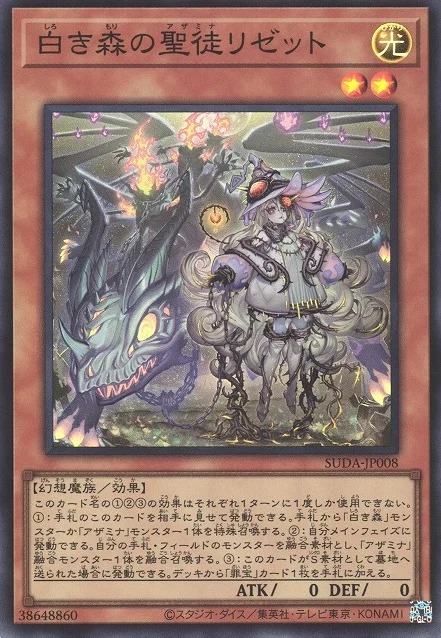 白き森の聖徒リゼット
光
SUDA-JP008
【幻想魔族/効果】
このカード名の①②③の効果はそれぞれ1ターンに1度しか使用できない。
①:手札のこのカードを相手に見せて発動できる。手札から「白き森」モン
スターか「アザミナ」モンスター1体を特殊召喚する。②:自分メインフェイズに
発動できる。自分の手札・フィールドのモンスターを融合素材とし、「アザミナ」
融合モンスター1体を融合召喚する。③:このカードがS素材として墓地へ
送られた場合に発動できる。デッキから「罪宝」カード1枚を手札に加える。
ATK/ 0 DEF/ 0
38648860 ©スタジオ・ダイス/集英社・テレビ東京・KONAMI